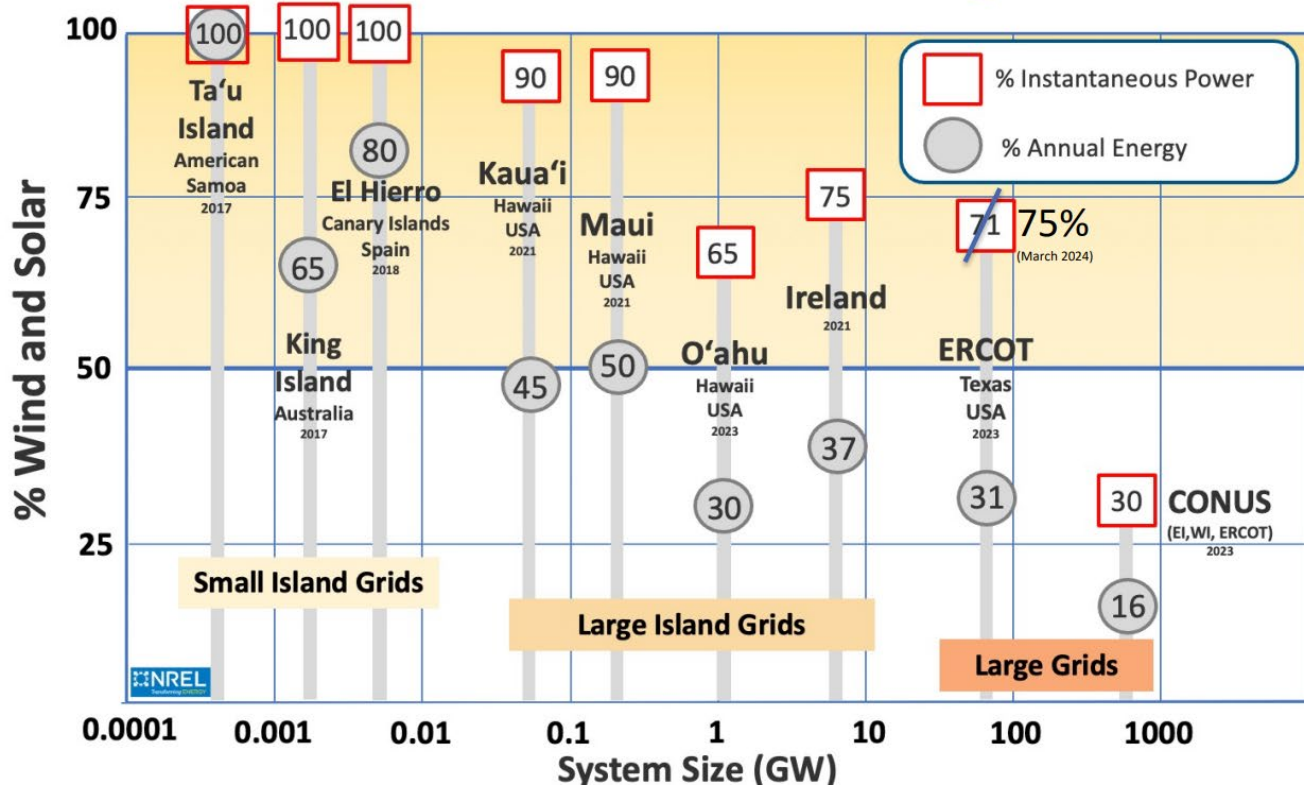 % Wind and Solar
100
75
50
25
100
Ta‘u
Island
American
Samoa
2017
100
65
King
Island
Australia
2017
100
80
El Hierro
Canary Islands
Spain
2018
90
Kaua‘i
Hawaii
USA
2021
45
90
Maui
Hawaii
USA
2021
50
65
O‘ahu
Hawaii
USA
2023
30
75
Ireland
2021
37
% Instantaneous Power
% Annual Energy
71 75%
(March 2024)
ERCOT
Texas
USA
2023
31
30
CONUS
(EI,WI, ERCOT)
2023
16
Small Island Grids
Large Island Grids
Large Grids
NREL
Transforming ENERGY
0.0001 0.001 0.01 0.1 1 10 100 1000
System Size (GW)